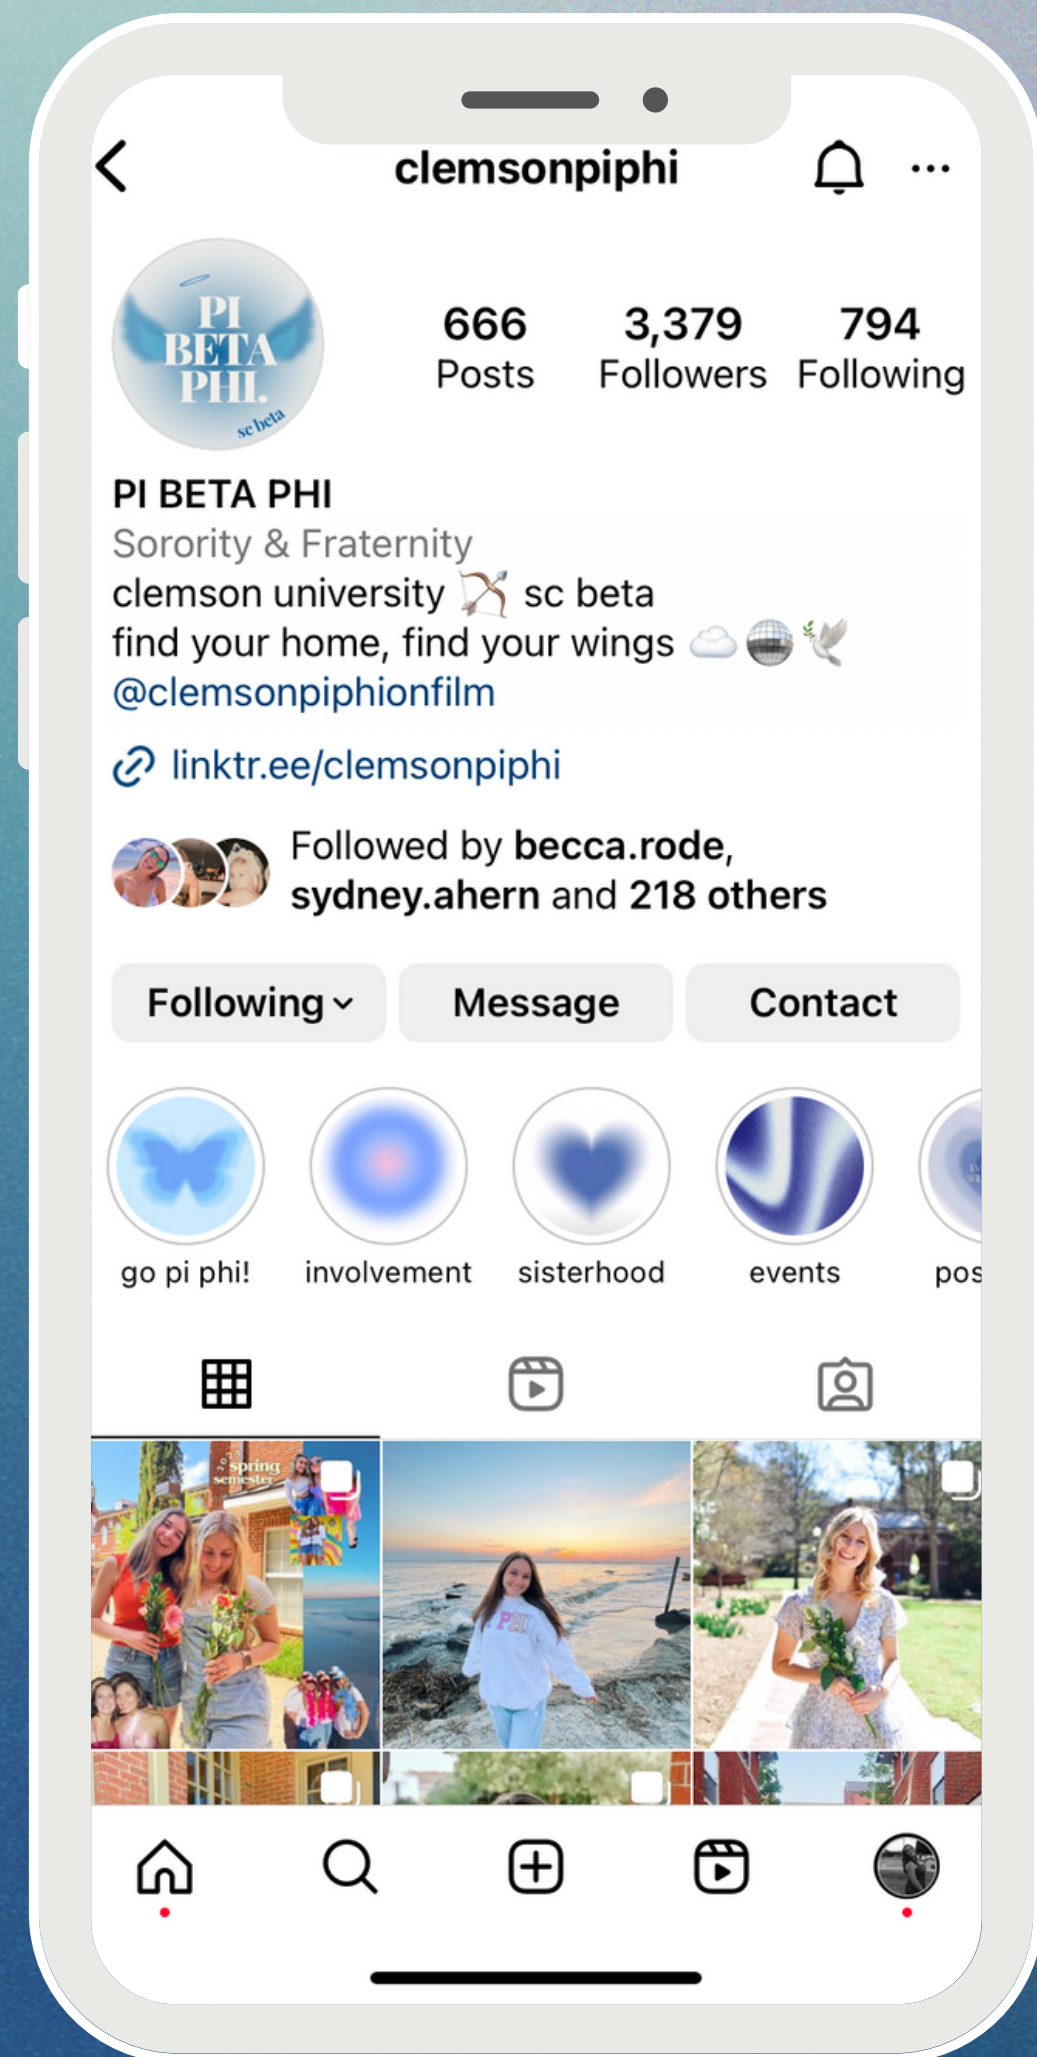 clemsonpiphi
PI
BETA
PHI.
sc beta
666
Posts
3,379
Followers
794
Following
PI BETA PHI
Sorority & Fraternity
clemson university 🏹 sc beta
find your home, find your wings ☁️🪩🕊️
@clemsonpiphionfilm
linktr.ee/clemsonpiphi
Followed by becca.rode,
sydney.ahern and 218 others
Following
Message
Contact
go pi phi!
involvement
sisterhood
events
pos
spring
semester
PHI